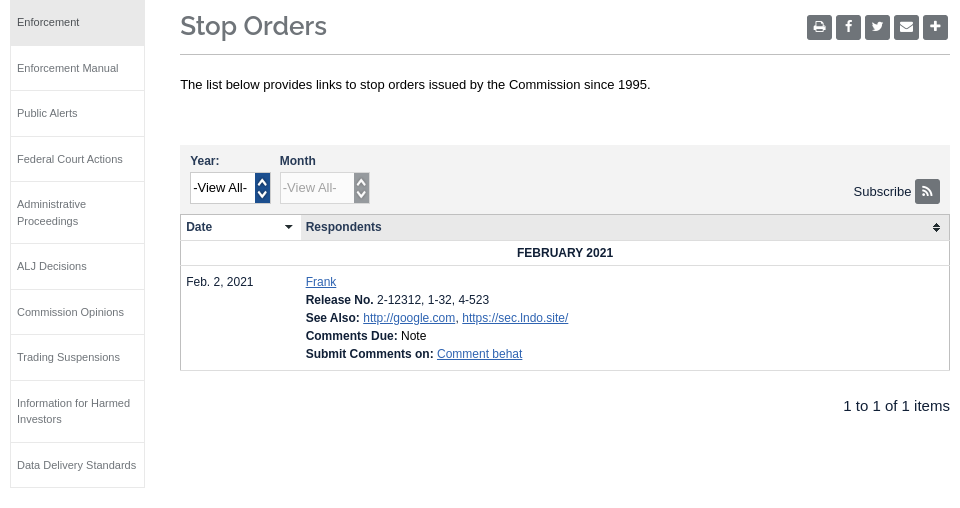 Enforcement
Enforcement Manual
Public Alerts
Federal Court Actions
Administrative
Proceedings
ALJ Decisions
Commission Opinions
Trading Suspensions
Information for Harmed
Investors
Data Delivery Standards
Stop Orders
The list below provides links to stop orders issued by the Commission since 1995.
Year: Month
-View All- -View All-
Subscribe
Date Respondents
FEBRUARY 2021
Feb. 2, 2021 Frank
Release No. 2-12312, 1-32, 4-523
See Also: http://google.com, https://sec.lndo.site/
Comments Due: Note
Submit Comments on: Comment behat
1 to 1 of 1 items